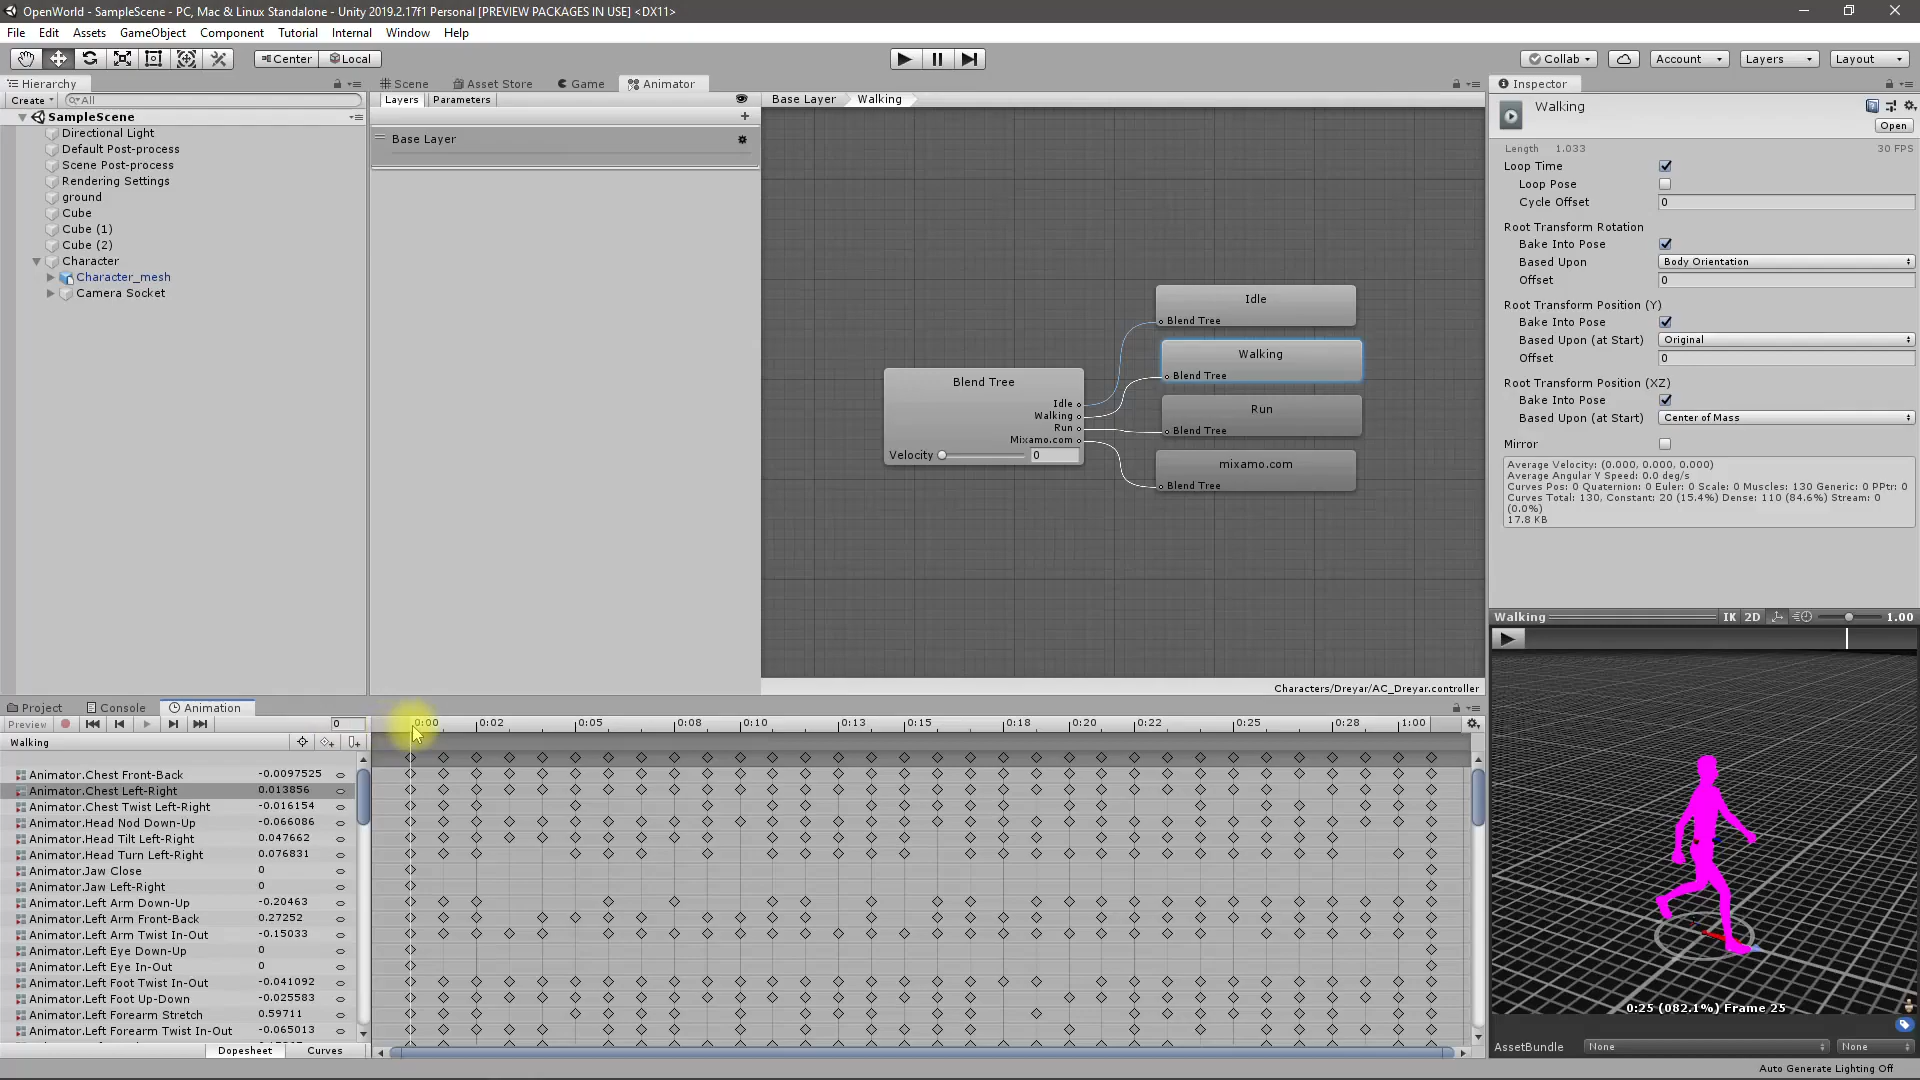 OpenWorld - SampleScene - PC, Mac & Linux Standalone - Unity 2019.2.17f1 Personal [PREVIEW PACKAGES IN USE] <DX11>
File Edit Assets GameObject Component Tutorial Internal Window Help
Center Local Collab Account Layers Layout
Hierarchy
Create All
SampleScene
Directional Light
Default Post-process
Scene Post-process
Rendering Settings
ground
Cube
Cube (1)
Cube (2)
Character
Character_mesh
Camera Socket
Scene Asset Store Game Animator
Layers Parameters
Base Layer Walking
Base Layer
Idle
Blend Tree
Walking
Blend Tree
Run
Blend Tree
mixamo.com
Blend Tree
Blend Tree
Idle
Walking
Run
Mixamo.com
Velocity 0
Characters/Dreyar/AC_Dreyar.controller
Inspector
Walking
Open
Length 1.033 30 FPS
Loop Time
Loop Pose
Cycle Offset 0
Root Transform Rotation
Bake Into Pose
Based Upon Body Orientation
Offset 0
Root Transform Position (Y)
Bake Into Pose
Based Upon (at Start) Original
Offset 0
Root Transform Position (XZ)
Bake Into Pose
Based Upon (at Start) Center of Mass
Mirror
Average Velocity: (0.000, 0.000, 0.000)
Average Angular Y Speed: 0.0 deg/s
Curves Pos: 0 Quaternion: 0 Euler: 0 Scale: 0 Muscles: 130 Generic: 0 PPtr: 0
Curves Total: 130, Constant: 20 (15.4%) Dense: 110 (84.6%) Stream: 0
(0.0%)
17.8 KB
Walking IK 2D 1.00
0:25 (082.1%) Frame 25
AssetBundle None None
Project Console Animation
Preview 0
0:00 0:02 0:05 0:08 0:10 0:13 0:15 0:18 0:20 0:22 0:25 0:28 1:00
Walking
Animator.Chest Front-Back -0.0097525
Animator.Chest Left-Right 0.013856
Animator.Chest Twist Left-Right -0.016154
Animator.Head Nod Down-Up -0.066086
Animator.Head Tilt Left-Right 0.047662
Animator.Head Turn Left-Right 0.076831
Animator.Jaw Close 0
Animator.Jaw Left-Right 0
Animator.Left Arm Down-Up -0.20463
Animator.Left Arm Front-Back 0.27252
Animator.Left Arm Twist In-Out -0.15033
Animator.Left Eye Down-Up 0
Animator.Left Eye In-Out 0
Animator.Left Foot Twist In-Out -0.041092
Animator.Left Foot Up-Down -0.025583
Animator.Left Forearm Stretch 0.59711
Animator.Left Forearm Twist In-Out -0.065013
Dopesheet Curves
Auto Generate Lighting Off